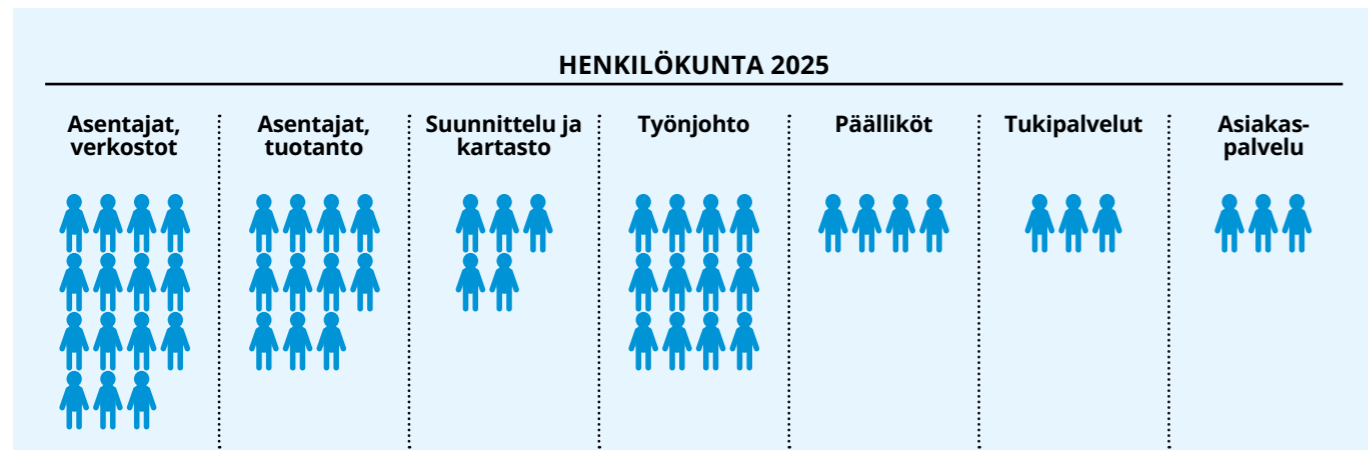 HENKILÖKUNTA 2025
Asentajat,
verkostot
Asentajat,
tuotanto
Suunnittelu ja
kartasto
Työnjohto
Päälliköt
Tukipalvelut
Asiakas-
palvelu